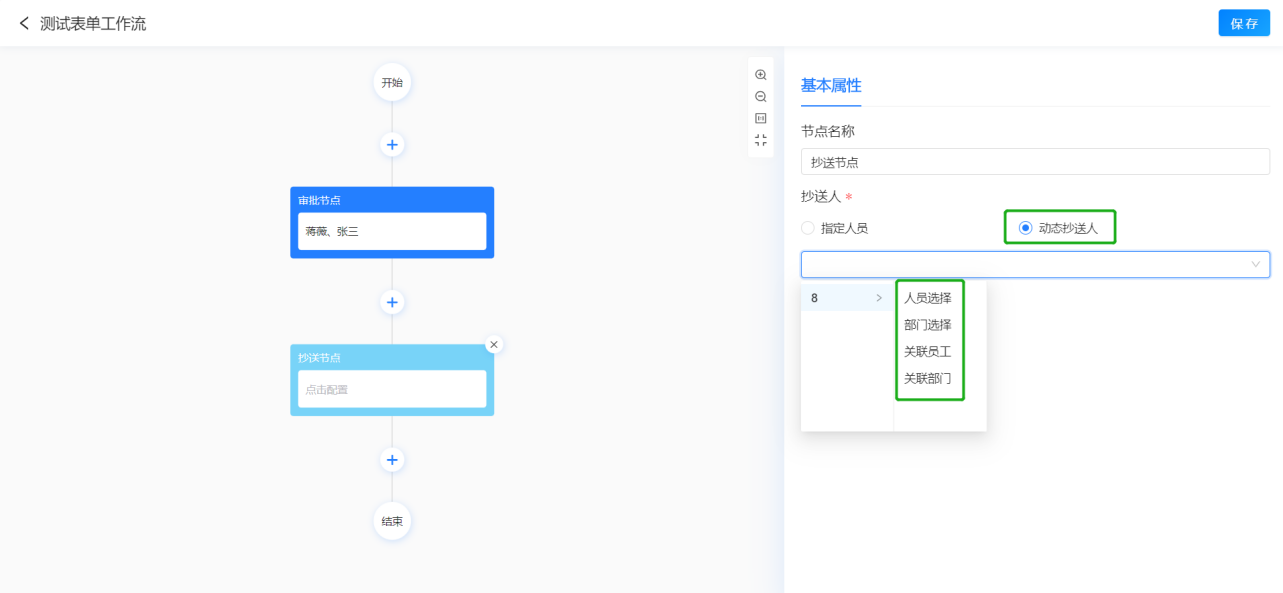 测试表单工作流
保存
开始
审批节点
蒋薇、张三
抄送节点
点击配置
结束
基本属性
节点名称
抄送节点
抄送人 *
指定人员
动态抄送人
8
人员选择
部门选择
关联员工
关联部门